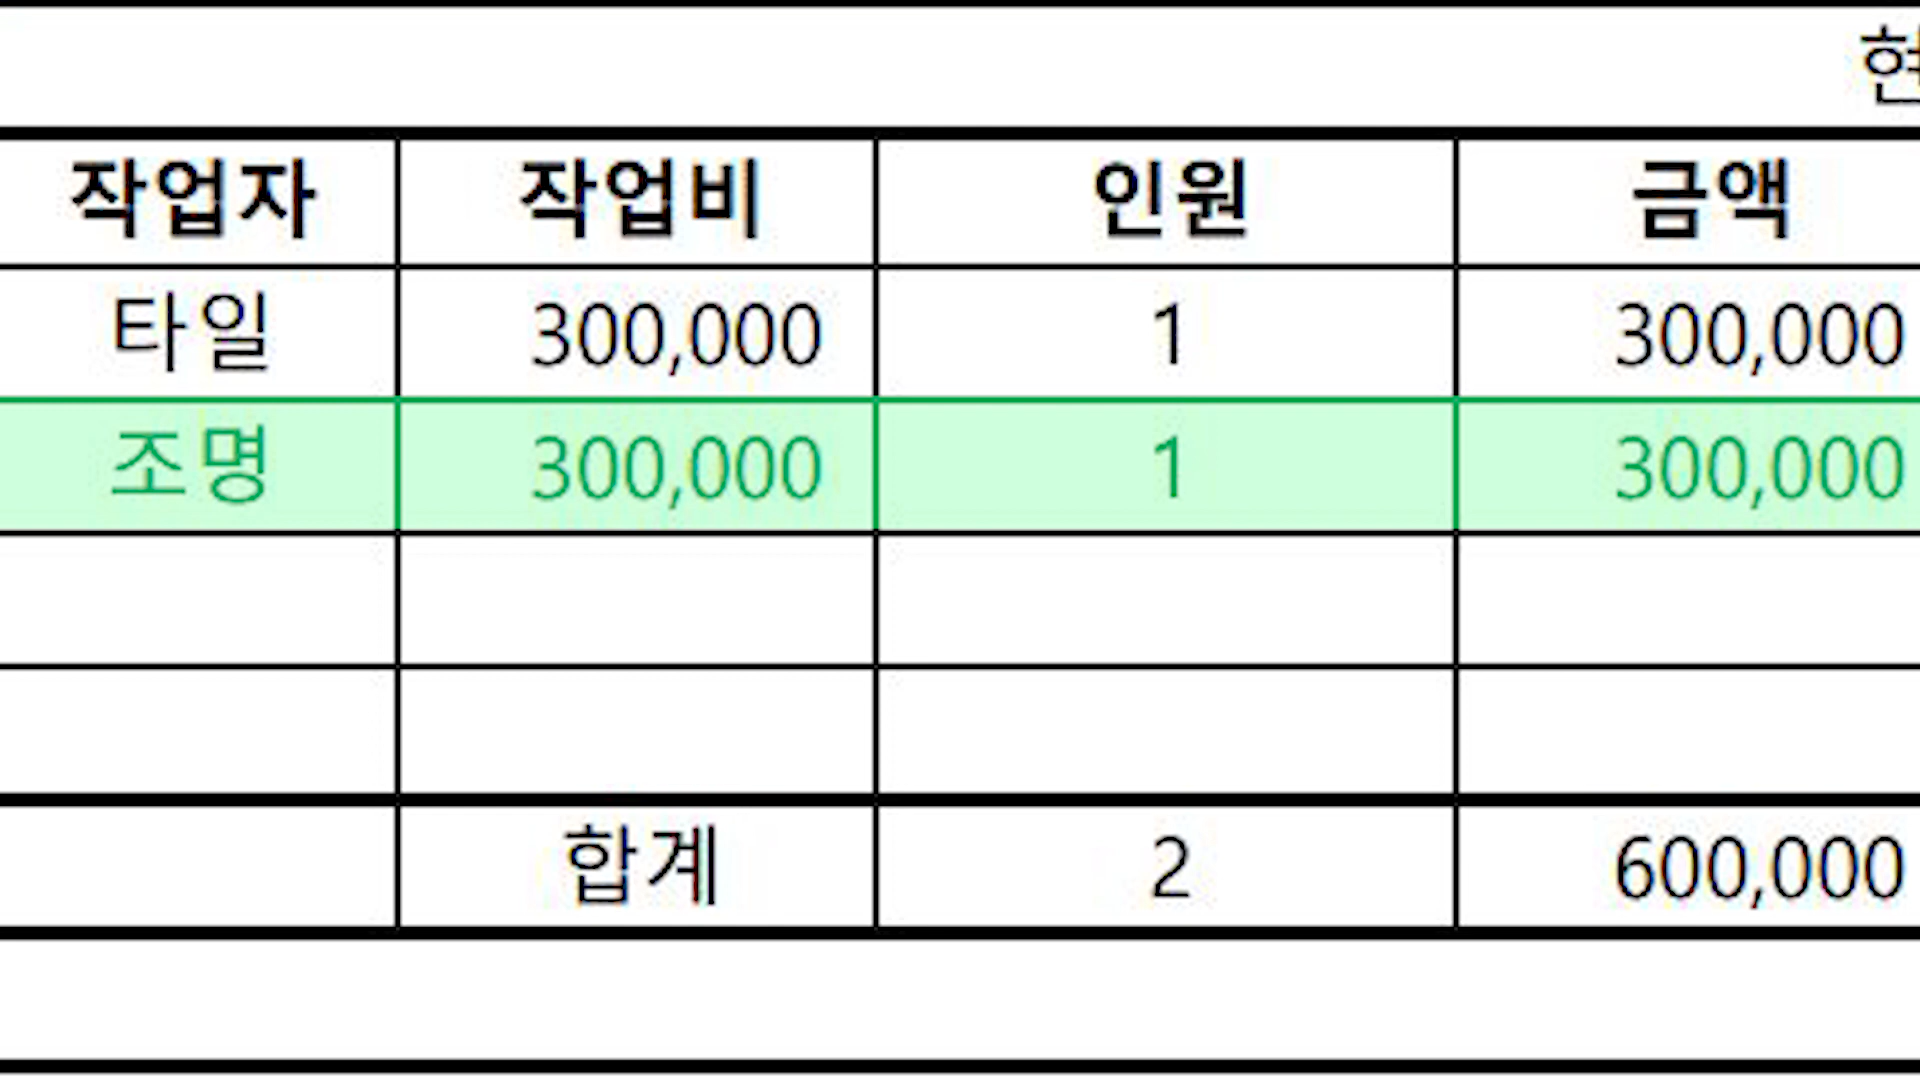 작업자 작업비 인원 금액
타일 300,000 1 300,000
조명 300,000 1 300,000
합계 2 600,000